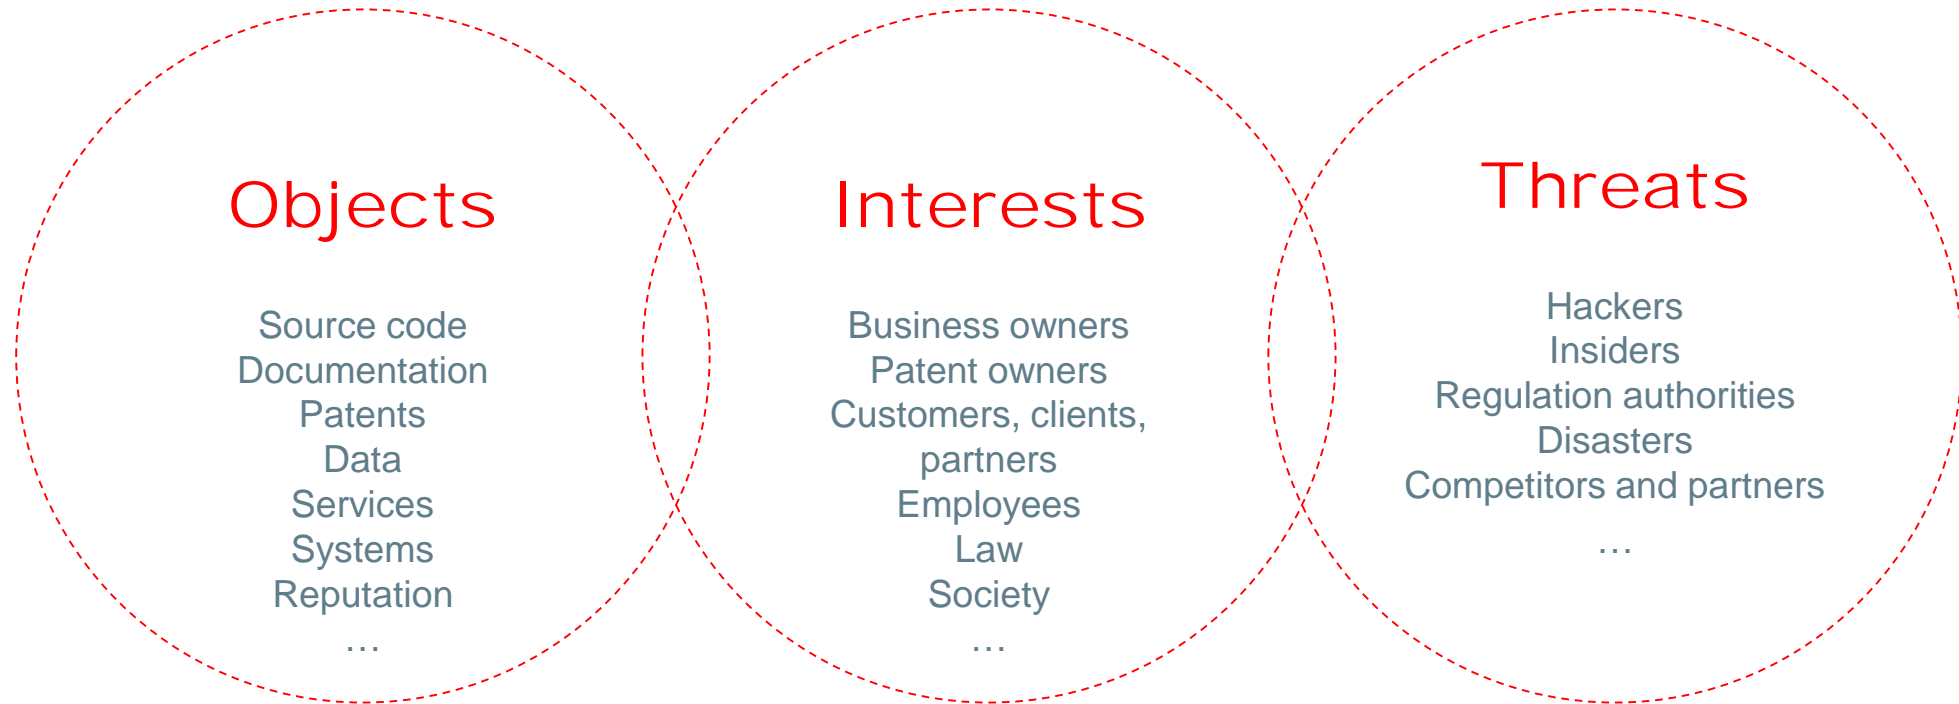 Objects
Source code
Documentation
Patents
Data
Services
Systems
Reputation
…
Interests
Business owners
Patent owners
Customers, clients,
partners
Employees
Law
Society
…
Threats
Hackers
Insiders
Regulation authorities
Disasters
Competitors and partners
…